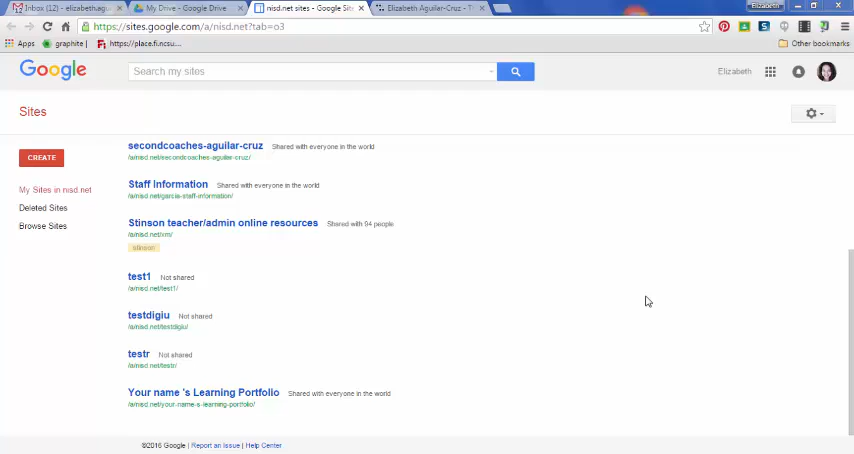 Inbox (12) - elizabeth.agu
My Drive - Google Drive
nisd.net sites - Google Sit
Elizabeth Aguilar-Cruz - T
Elizabeth
https://sites.google.com/a/nisd.net?tab=o3
Apps
graphite |
https://place.fi.ncsu...
Other bookmarks
Google
Search my sites
Elizabeth
Sites
CREATE
My Sites in nisd.net
Deleted Sites
Browse Sites
secondcoaches-aguilar-cruz Shared with everyone in the world
/a/nisd.net/secondcoaches-aguilar-cruz/
Staff Information Shared with everyone in the world
/a/nisd.net/garcia-staff-information/
Stinson teacher/admin online resources Shared with 94 people
/a/nisd.net/xm/
stinson
test1 Not shared
/a/nisd.net/test1/
testdigiu Not shared
/a/nisd.net/testdigiu/
testr Not shared
/a/nisd.net/testr/
Your name 's Learning Portfolio Shared with everyone in the world
/a/nisd.net/your-name-s-learning-portfolio/
©2016 Google | Report an Issue | Help Center